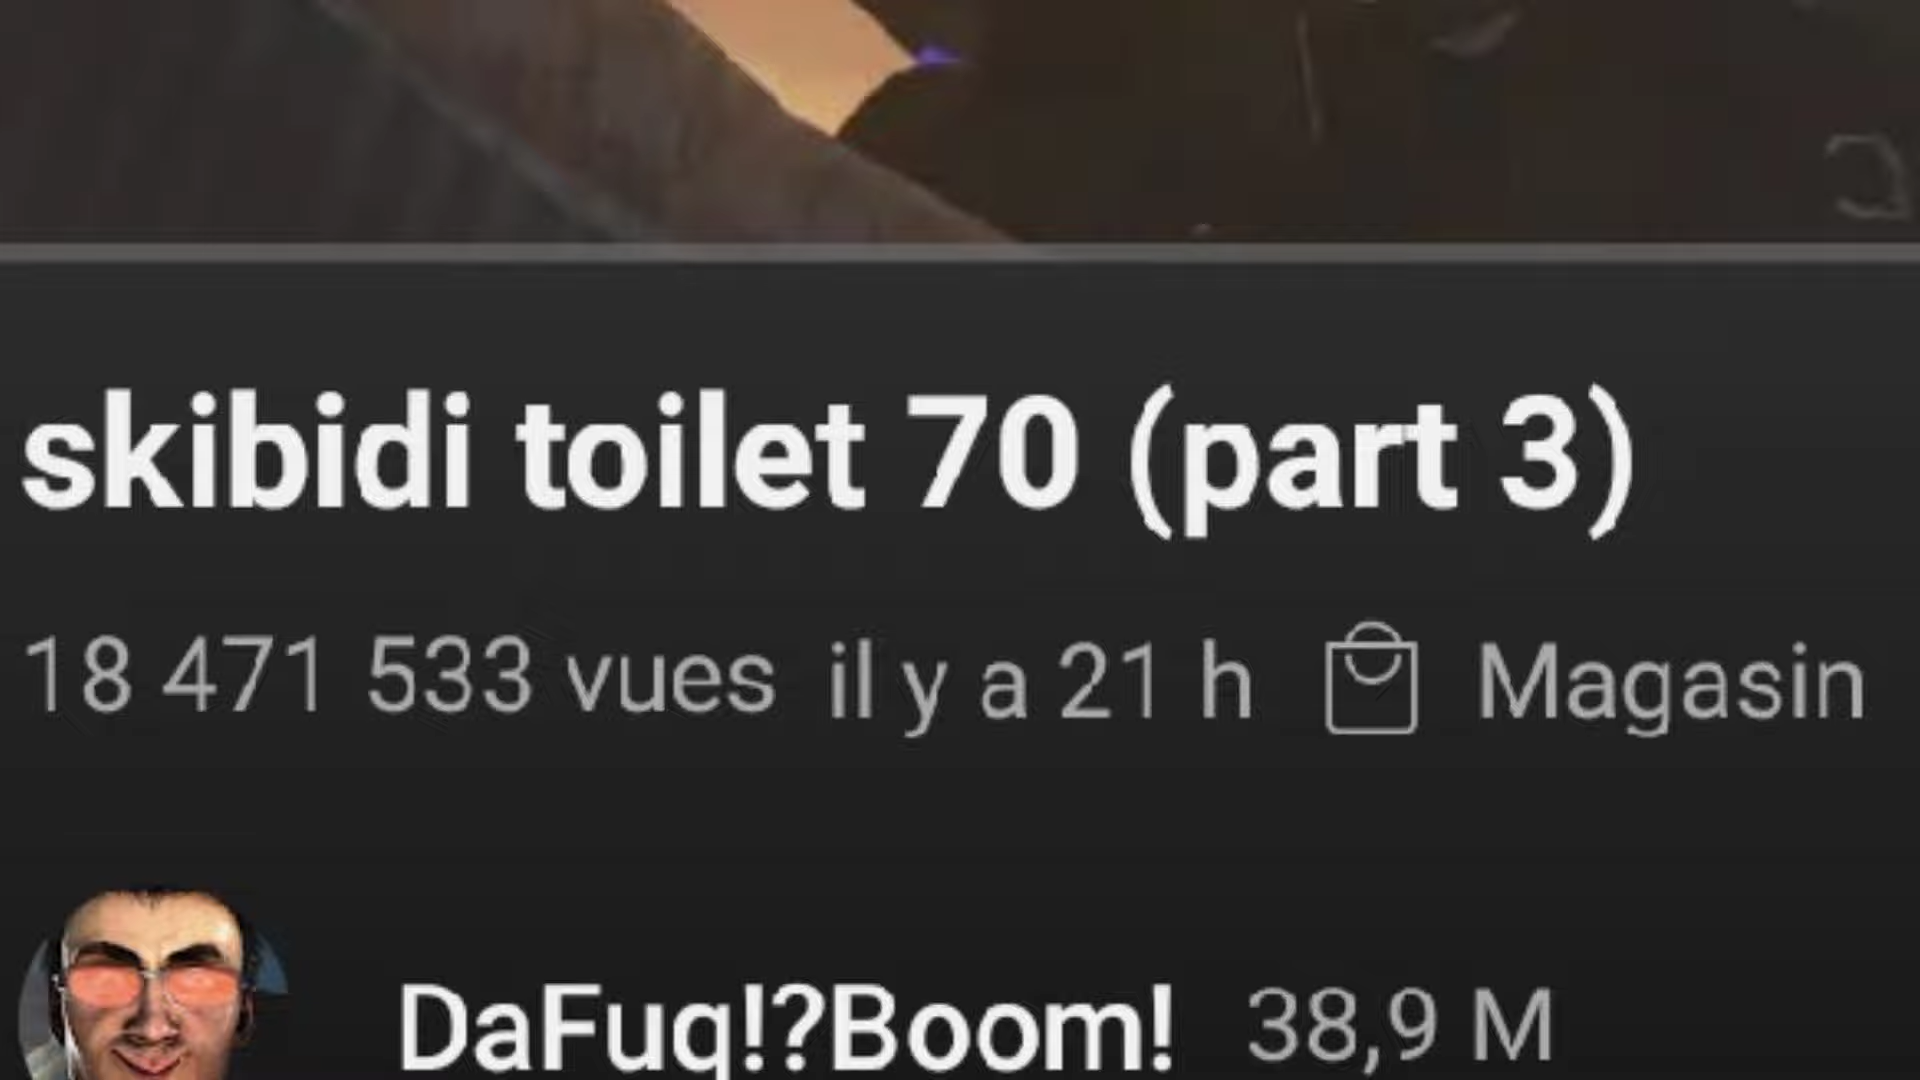 skibidi toilet 70 (part 3)
18 471 533 vues il y a 21 h Magasin
DaFuq!?Boom! 38,9 M